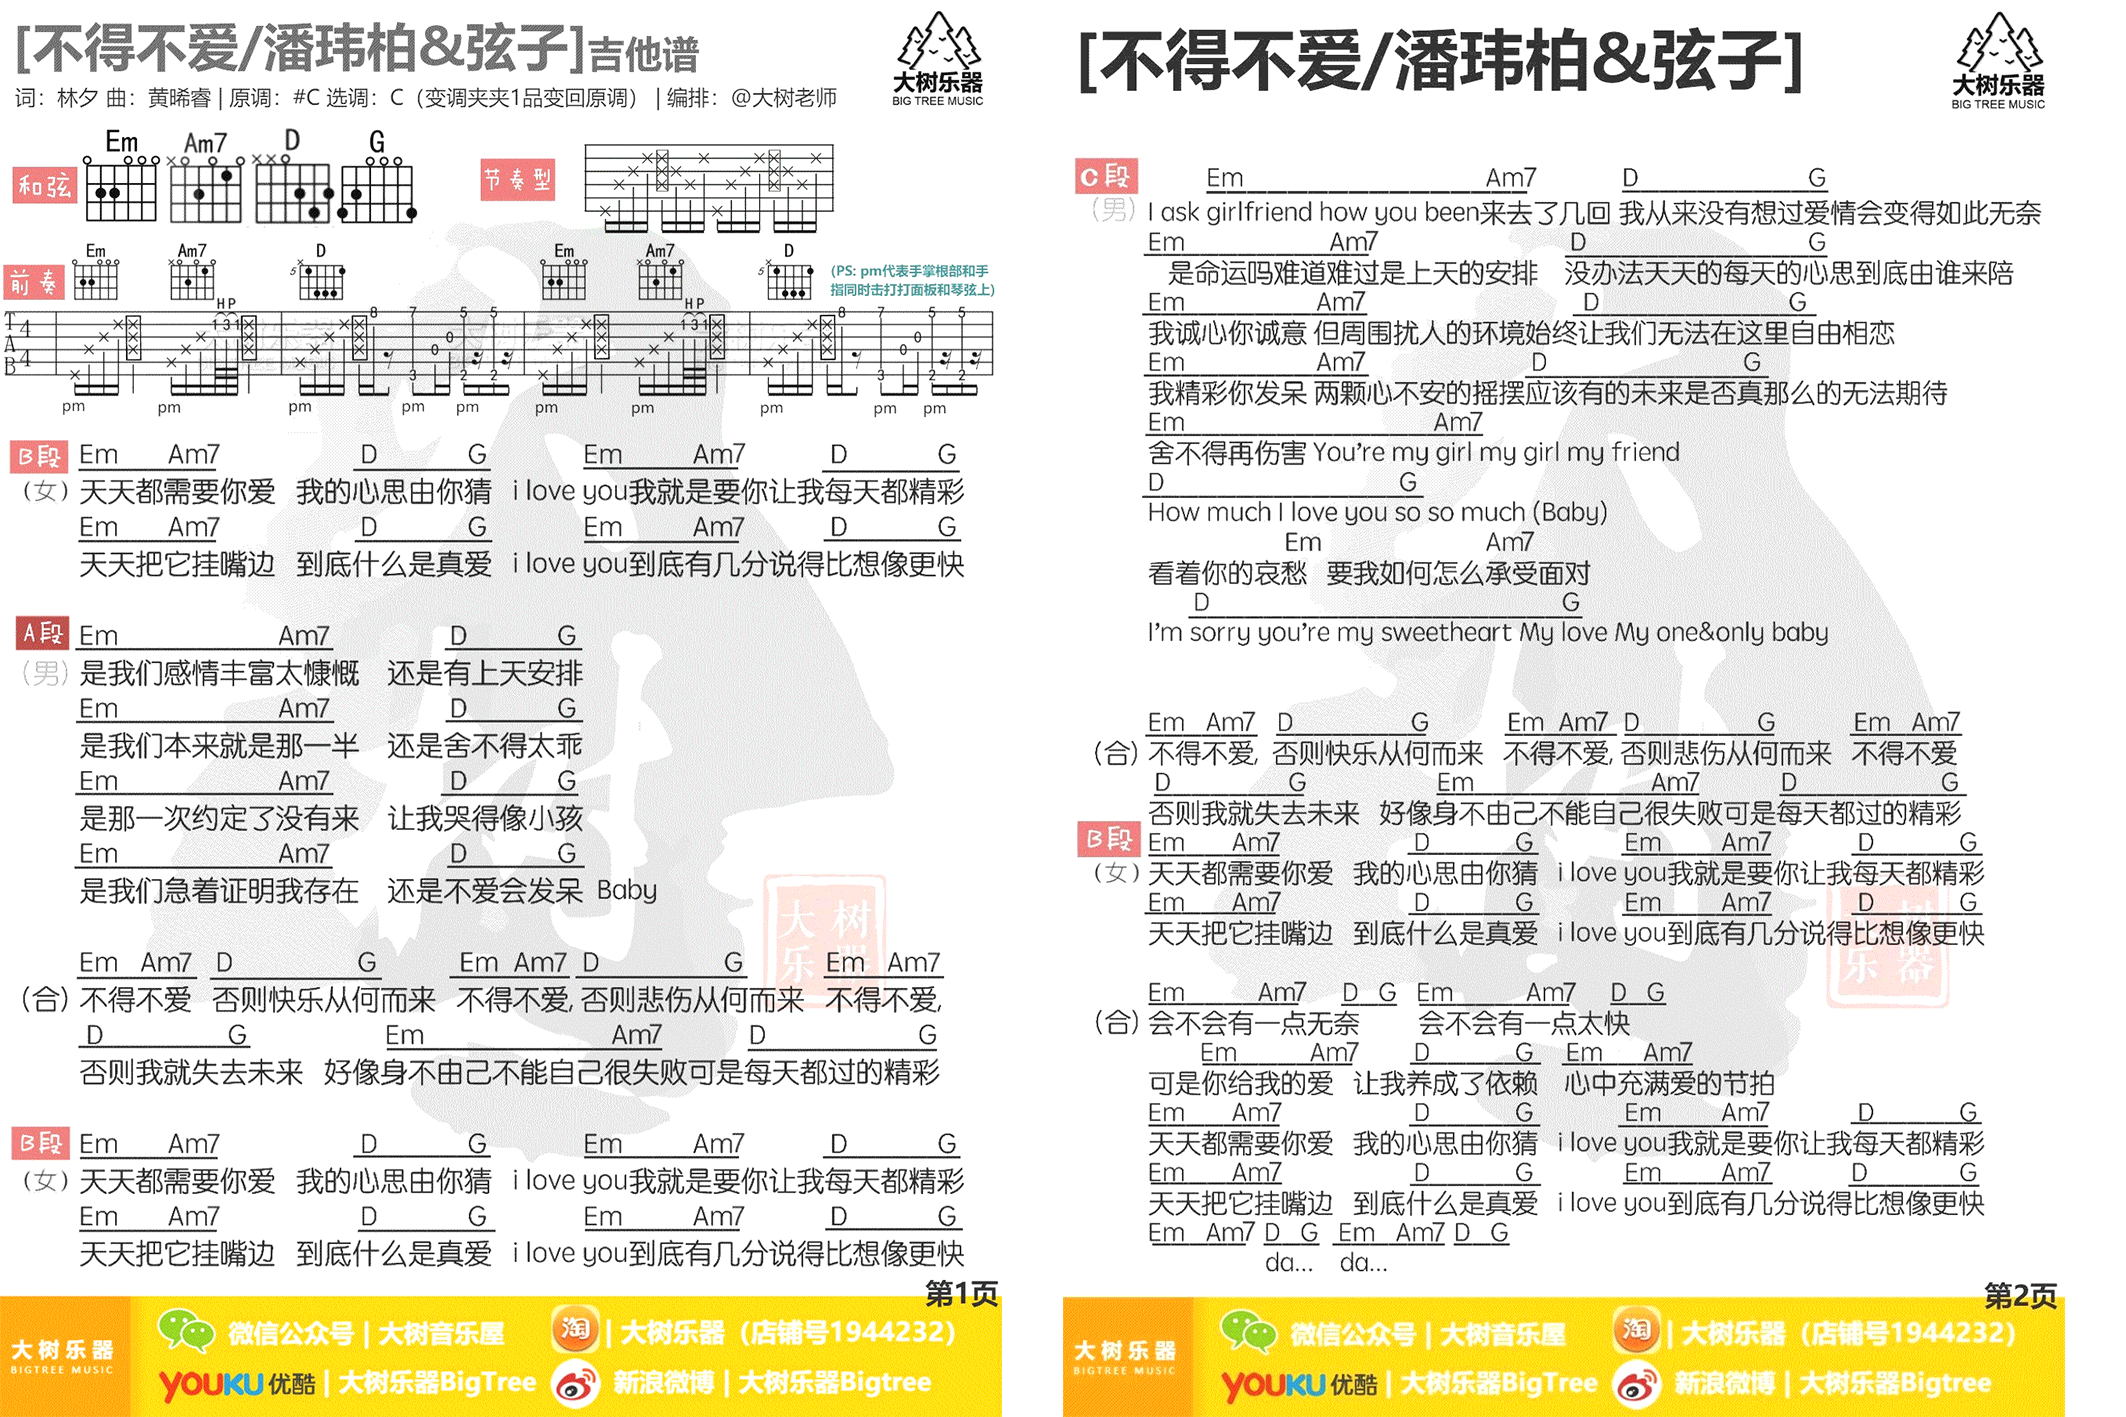 [不得不爱/潘玮柏&弦子]吉他谱
词：林夕 曲：黄晞睿 | 原调：#C 选调：C（变调夹夹1品变回原调） | 编排：@大树老师
大树乐器
BIG TREE MUSIC
和弦 Em Am7 D G
节奏型
前奏 Em Am7 D Em Am7 D
(PS: pm代表手掌根部和手
指同时击打打面板和琴弦上)
H P H P
T A B 4 4
1 3 1 8 7 5 5 1 3 1 8 7 5 5
0 0 0 0
3 2 2 3 2 2
pm pm pm pm pm pm pm pm pm pm
B段 Em Am7 D G Em Am7 D G
(女) 天天都需要你爱 我的心思由你猜 i love you我就是要你让我每天都精彩
Em Am7 D G Em Am7 D G
天天把它挂嘴边 到底什么是真爱 i love you到底有几分说得比想像更快
A段 Em Am7 D G
(男) 是我们感情丰富太慷慨 还是有上天安排
Em Am7 D G
是我们本来就是那一半 还是舍不得太乖
Em Am7 D G
是那一次约定了没有来 让我哭得像小孩
Em Am7 D G
是我们急着证明我存在 还是不爱会发呆 Baby
Em Am7 D G Em Am7 D G Em Am7
(合) 不得不爱 否则快乐从何而来 不得不爱, 否则悲伤从何而来 不得不爱,
D G Em Am7 D G
否则我就失去未来 好像身不由己不能自己很失败可是每天都过的精彩
B段 Em Am7 D G Em Am7 D G
(女) 天天都需要你爱 我的心思由你猜 i love you我就是要你让我每天都精彩
Em Am7 D G Em Am7 D G
天天把它挂嘴边 到底什么是真爱 i love you到底有几分说得比想像更快
大树乐器
第1页
大树乐器
BIGTREE MUSIC
微信公众号 | 大树音乐屋
淘 | 大树乐器（店铺号1944232）
YOUKU优酷 | 大树乐器BigTree
新浪微博 | 大树乐器Bigtree
[不得不爱/潘玮柏&弦子]
大树乐器
BIG TREE MUSIC
C段 Em Am7 D G
(男) I ask girlfriend how you been来去了几回 我从来没有想过爱情会变得如此无奈
Em Am7 D G
是命运吗难道难过是上天的安排 没办法天天的每天的心思到底由谁来陪
Em Am7 D G
我诚心你诚意 但周围扰人的环境始终让我们无法在这里自由相恋
Em Am7 D G
我精彩你发呆 两颗心不安的摇摆应该有的未来是否真那么的无法期待
Em Am7
舍不得再伤害 You're my girl my girl my friend
D G
How much I love you so so much (Baby)
Em Am7
看着你的哀愁 要我如何怎么承受面对
D G
I'm sorry you're my sweetheart My love My one&only baby
Em Am7 D G Em Am7 D G Em Am7
(合) 不得不爱, 否则快乐从何而来 不得不爱, 否则悲伤从何而来 不得不爱
D G Em Am7 D G
否则我就失去未来 好像身不由己不能自己很失败可是每天都过的精彩
B段 Em Am7 D G Em Am7 D G
(女) 天天都需要你爱 我的心思由你猜 i love you我就是要你让我每天都精彩
Em Am7 D G Em Am7 D G
天天把它挂嘴边 到底什么是真爱 i love you到底有几分说得比想像更快
Em Am7 D G Em Am7 D G
(合) 会不会有一点无奈 会不会有一点太快
Em Am7 D G Em Am7
可是你给我的爱 让我养成了依赖 心中充满爱的节拍
Em Am7 D G Em Am7 D G
天天都需要你爱 我的心思由你猜 i love you我就是要你让我每天都精彩
Em Am7 D G Em Am7 D G
天天把它挂嘴边 到底什么是真爱 i love you到底有几分说得比想像更快
Em Am7 D G Em Am7 D G
da... da...
第2页
大树乐器
BIGTREE MUSIC
微信公众号 | 大树音乐屋
淘 | 大树乐器（店铺号1944232）
YOUKU优酷 | 大树乐器BigTree
新浪微博 | 大树乐器Bigtree